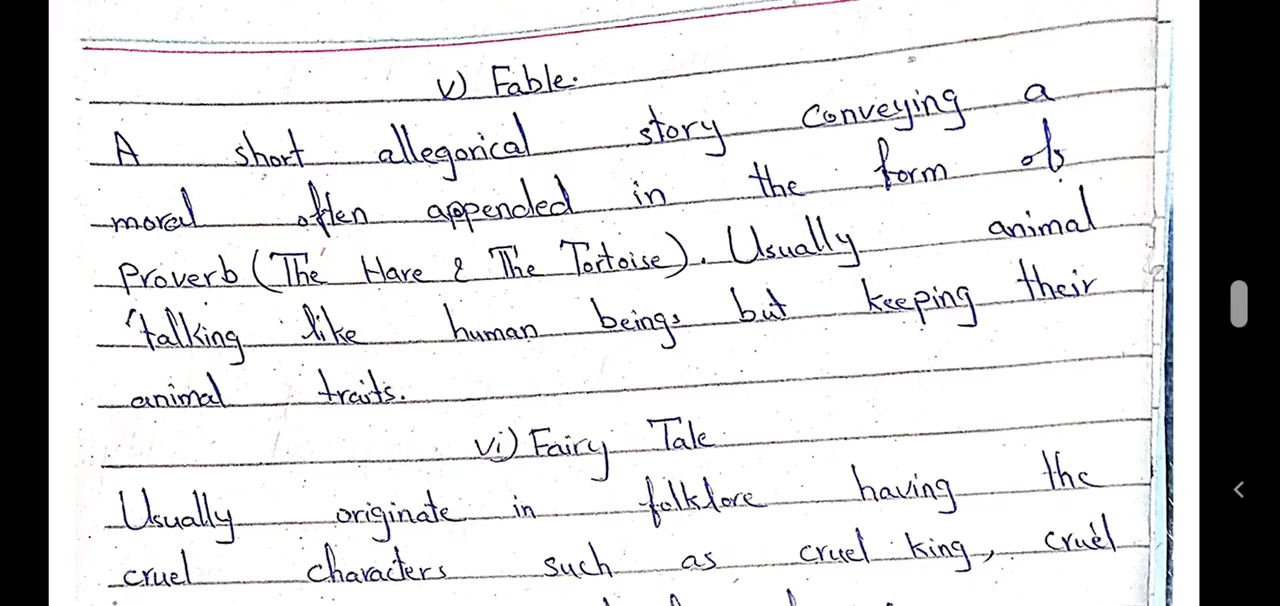 v) Fable.
A short allegorical story conveying a
moral often appended in the form of
Proverb (The Hare & The Tortoise). Usually animal
talking like human beings but keeping their
animal traits.
vi) Fairy Tale
Usually originate in folklore having the
cruel characters such as cruel king, cruel